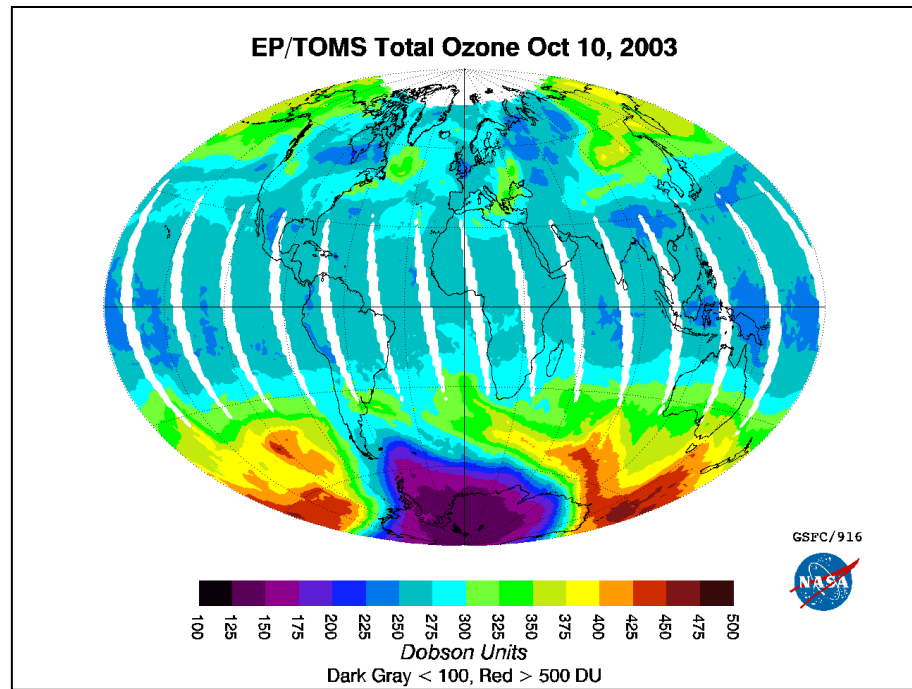 EP/TOMS Total Ozone Oct 10, 2003
GSFC/916
NASA
100 125 150 175 200 225 250 275 300 325 350 375 400 425 450 475 500
Dobson Units
Dark Gray < 100, Red > 500 DU